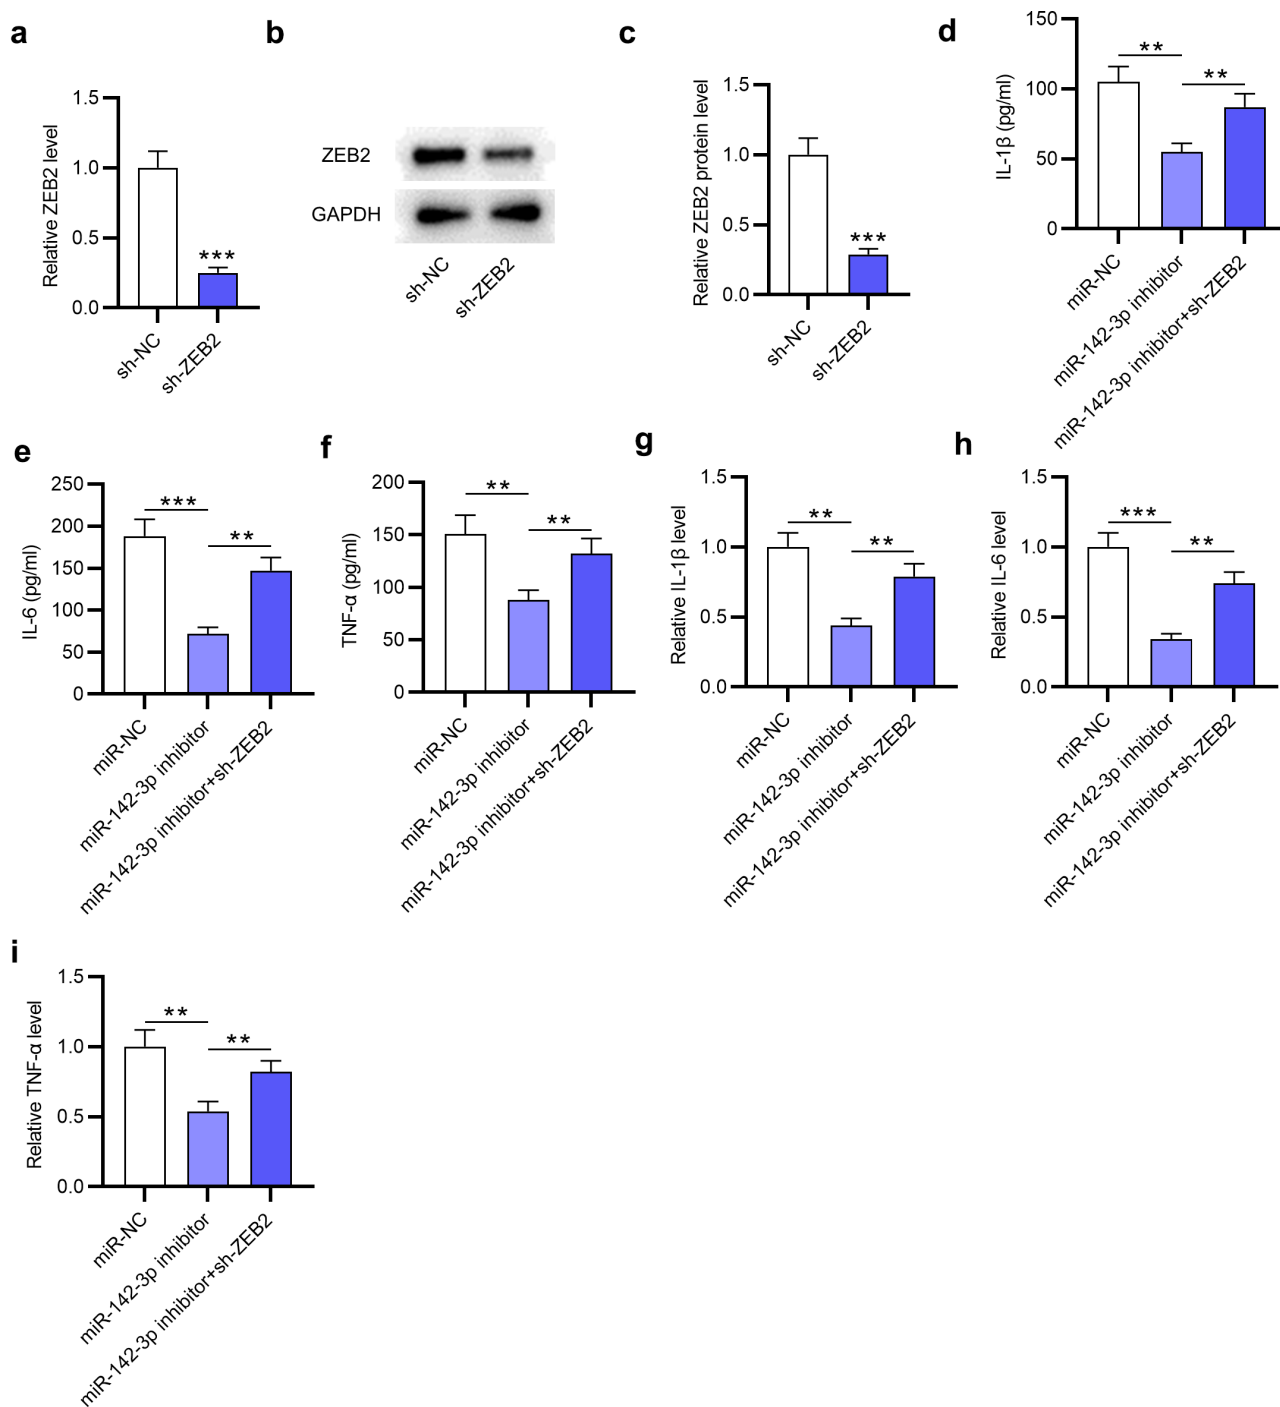 a
Relative ZEB2 level
1.5
1.0
0.5
0.0
***
sh-NC
sh-ZEB2
b
ZEB2
GAPDH
sh-NC
sh-ZEB2
c
Relative ZEB2 protein level
1.5
1.0
0.5
0.0
***
sh-NC
sh-ZEB2
d
IL-1β (pg/ml)
150
100
50
0
**
**
miR-NC
miR-142-3p inhibitor
miR-142-3p inhibitor+sh-ZEB2
e
IL-6 (pg/ml)
250
200
150
100
50
0
***
**
miR-NC
miR-142-3p inhibitor
miR-142-3p inhibitor+sh-ZEB2
f
TNF-α (pg/ml)
200
150
100
50
0
**
**
miR-NC
miR-142-3p inhibitor
miR-142-3p inhibitor+sh-ZEB2
g
Relative IL-1β level
1.5
1.0
0.5
0.0
**
**
miR-NC
miR-142-3p inhibitor
miR-142-3p inhibitor+sh-ZEB2
h
Relative IL-6 level
1.5
1.0
0.5
0.0
***
**
miR-NC
miR-142-3p inhibitor
miR-142-3p inhibitor+sh-ZEB2
i
Relative TNF-α level
1.5
1.0
0.5
0.0
**
**
miR-NC
miR-142-3p inhibitor
miR-142-3p inhibitor+sh-ZEB2